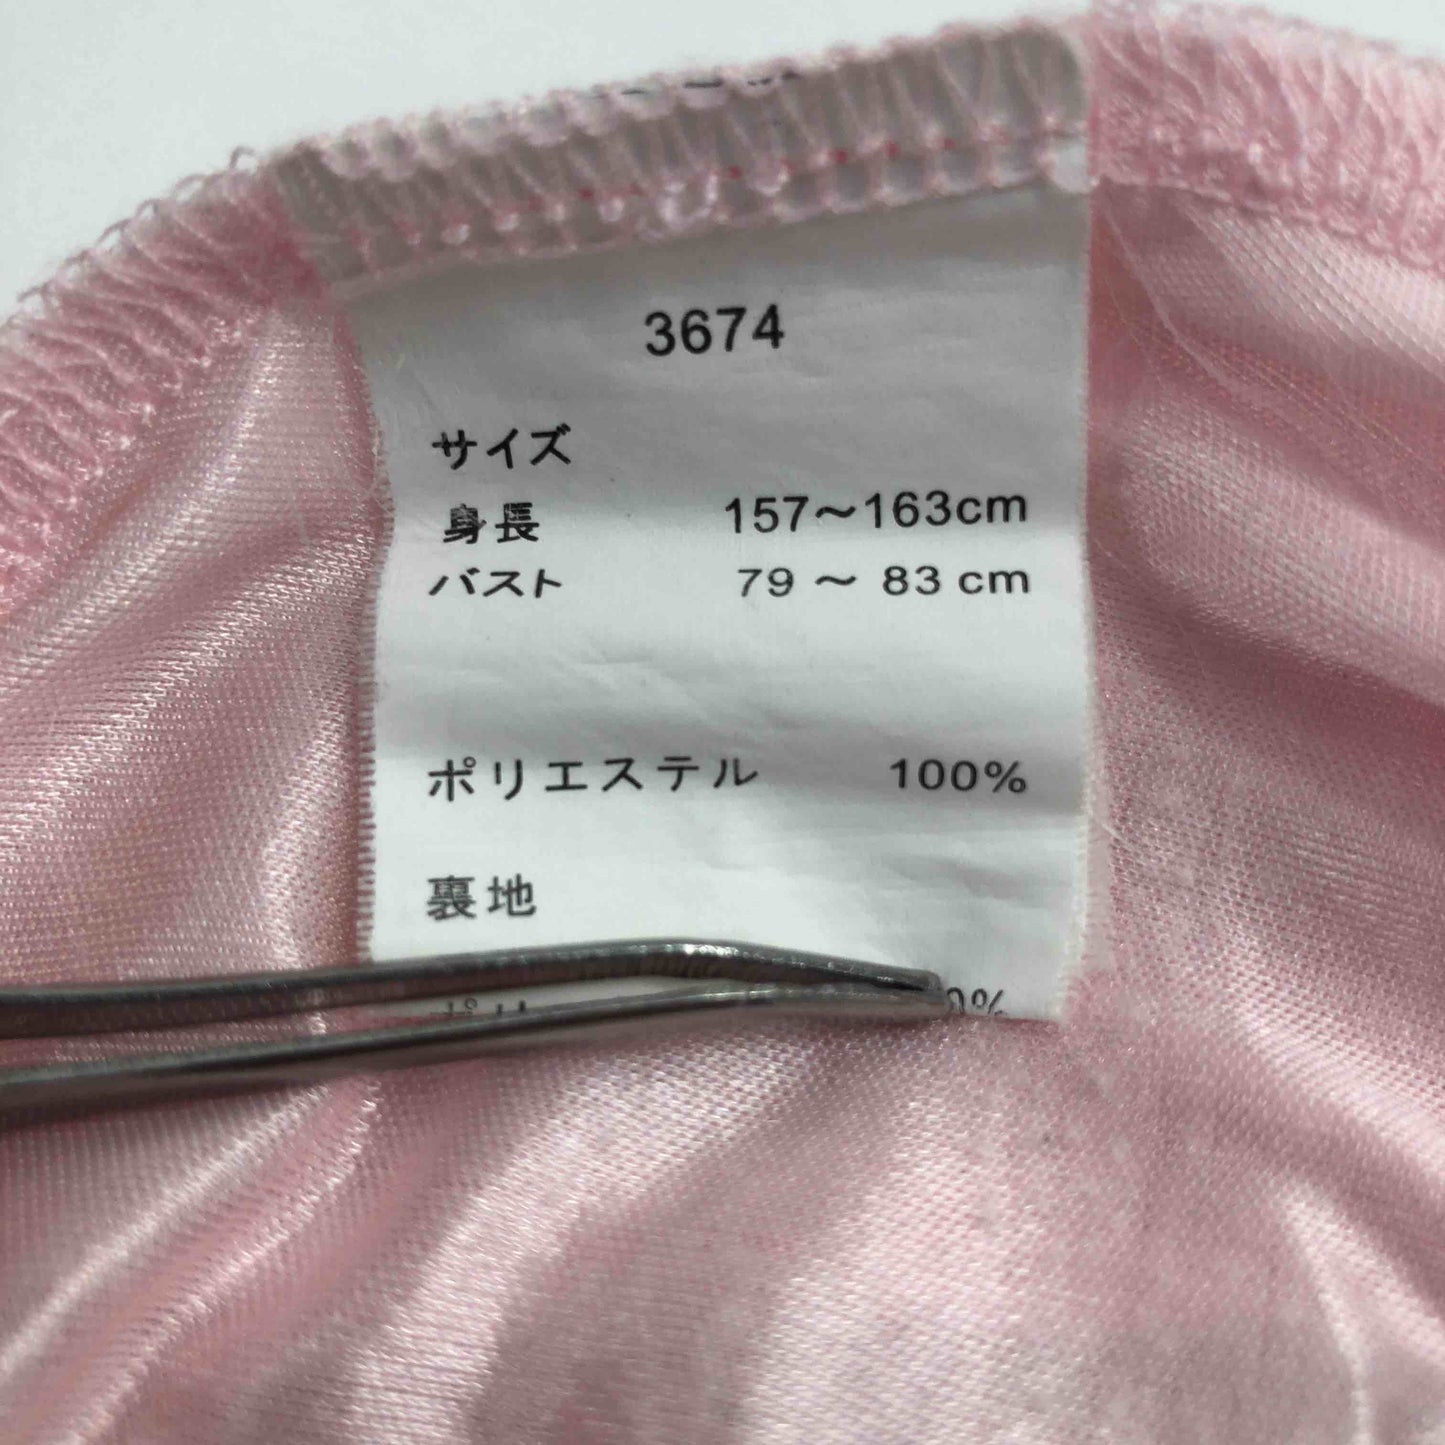 3674
サイズ
身長 157～163cm
バスト 79 ～ 83 cm
ポリエステル 100%
裏地